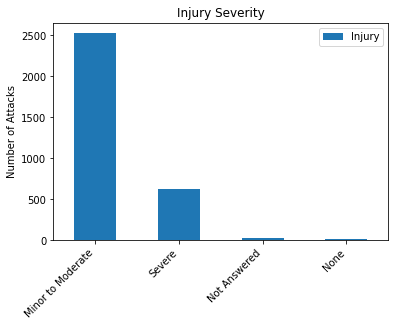 Injury Severity
Injury
Number of Attacks
2500
2000
1500
1000
500
0
Minor to Moderate
Severe
Not Answered
None